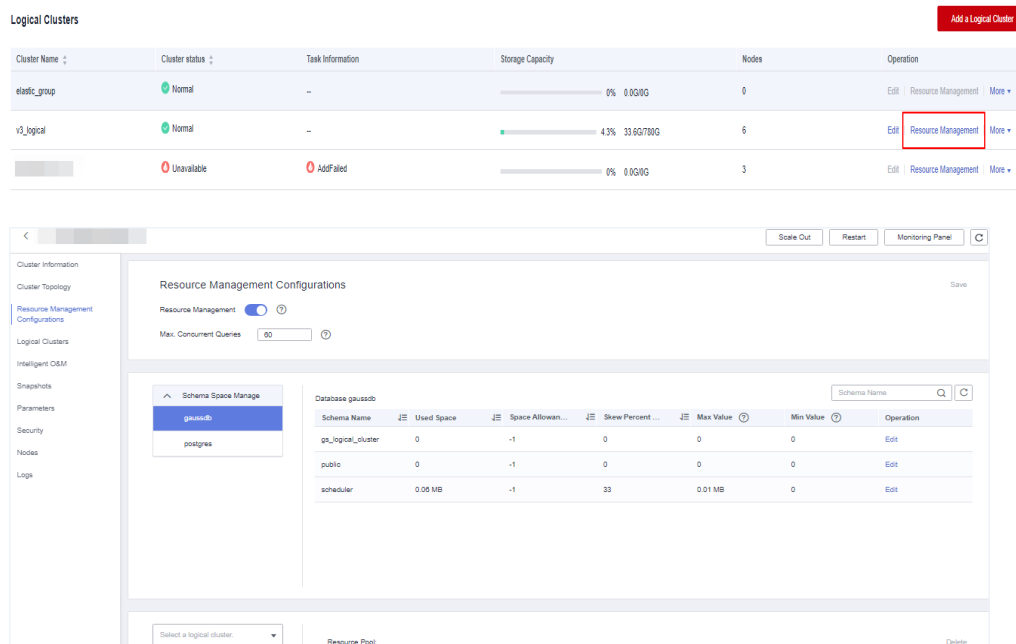 Logical Clusters
Add a Logical Cluster
Cluster Name Cluster status Task Information Storage Capacity Nodes Operation
elastic_group Normal -- 0% 0.0G/0G 0 Edit Resource Management More
v3_logical Normal -- 4.3% 33.6G/780G 6 Edit Resource Management More
Unavailable AddFailed 0% 0.0G/0G 3 Edit Resource Management More
Scale Out Restart Monitoring Panel
Cluster Information
Cluster Topology
Resource Management
Configurations
Logical Clusters
Intelligent O&M
Snapshots
Parameters
Security
Nodes
Logs
Resource Management Configurations
Save
Resource Management
Max. Concurrent Queries 60
Schema Space Manage
gaussdb
postgres
Database gaussdb
Schema Name
Schema Name Used Space Space Allowan... Skew Percent ... Max Value Min Value Operation
gs_logical_cluster 0 -1 0 0 0 Edit
public 0 -1 0 0 0 Edit
scheduler 0.06 MB -1 33 0.01 MB 0 Edit
Select a logical cluster.
Resource Pool:
Delete